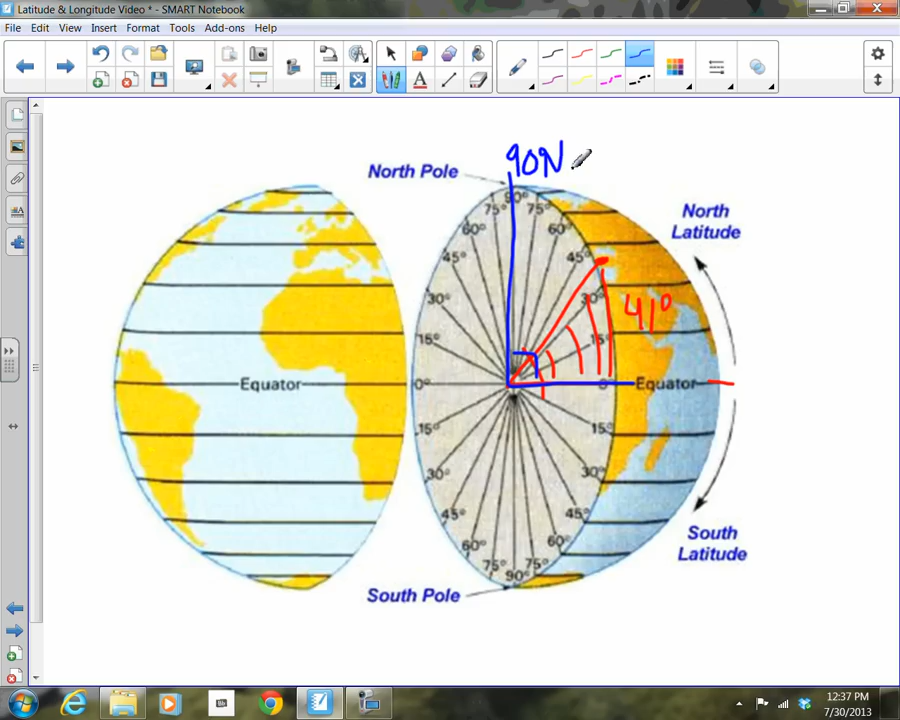 Latitude & Longitude Video * - SMART Notebook
File Edit View Insert Format Tools Add-ons Help
90N
North Pole
North
Latitude
90°
75° 75°
60° 60°
45° 45°
30° 30°
41°
15° 15°
Equator
0° 0°
Equator
15° 15°
30° 30°
45° 45°
60° 60°
75° 75°
90°
South
Latitude
South Pole
12:37 PM
7/30/2013